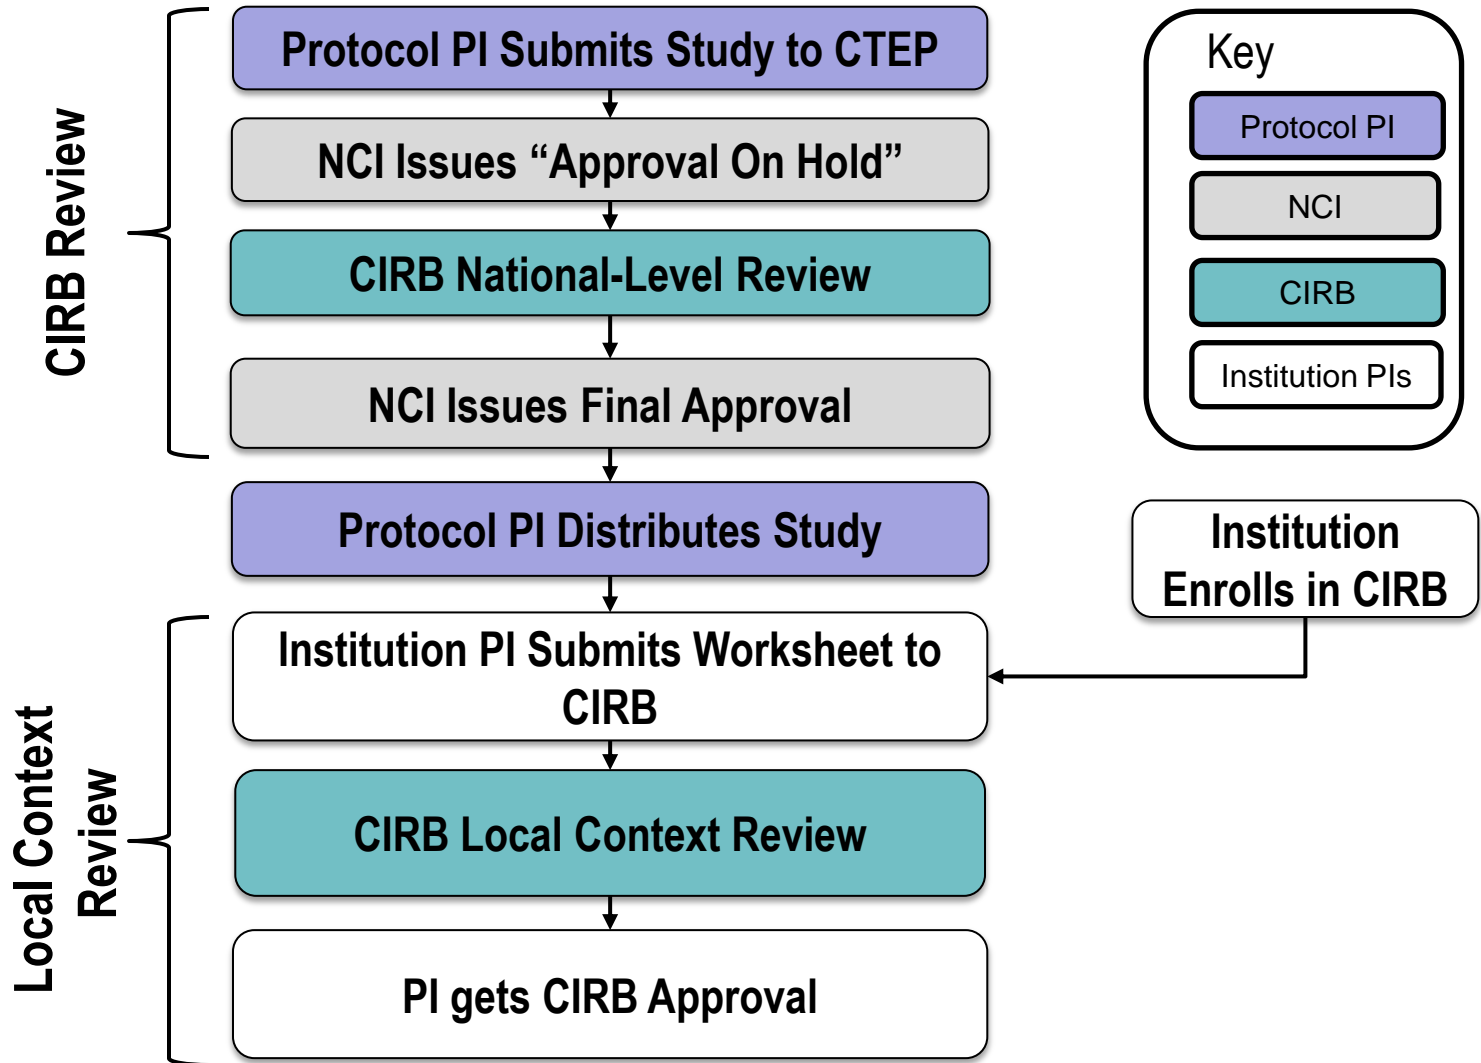 CIRB Review
Protocol PI Submits Study to CTEP
NCI Issues “Approval On Hold”
CIRB National-Level Review
NCI Issues Final Approval
Protocol PI Distributes Study
Local Context
Review
Institution PI Submits Worksheet to
CIRB
CIRB Local Context Review
PI gets CIRB Approval
Key
Protocol PI
NCI
CIRB
Institution PIs
Institution
Enrolls in CIRB